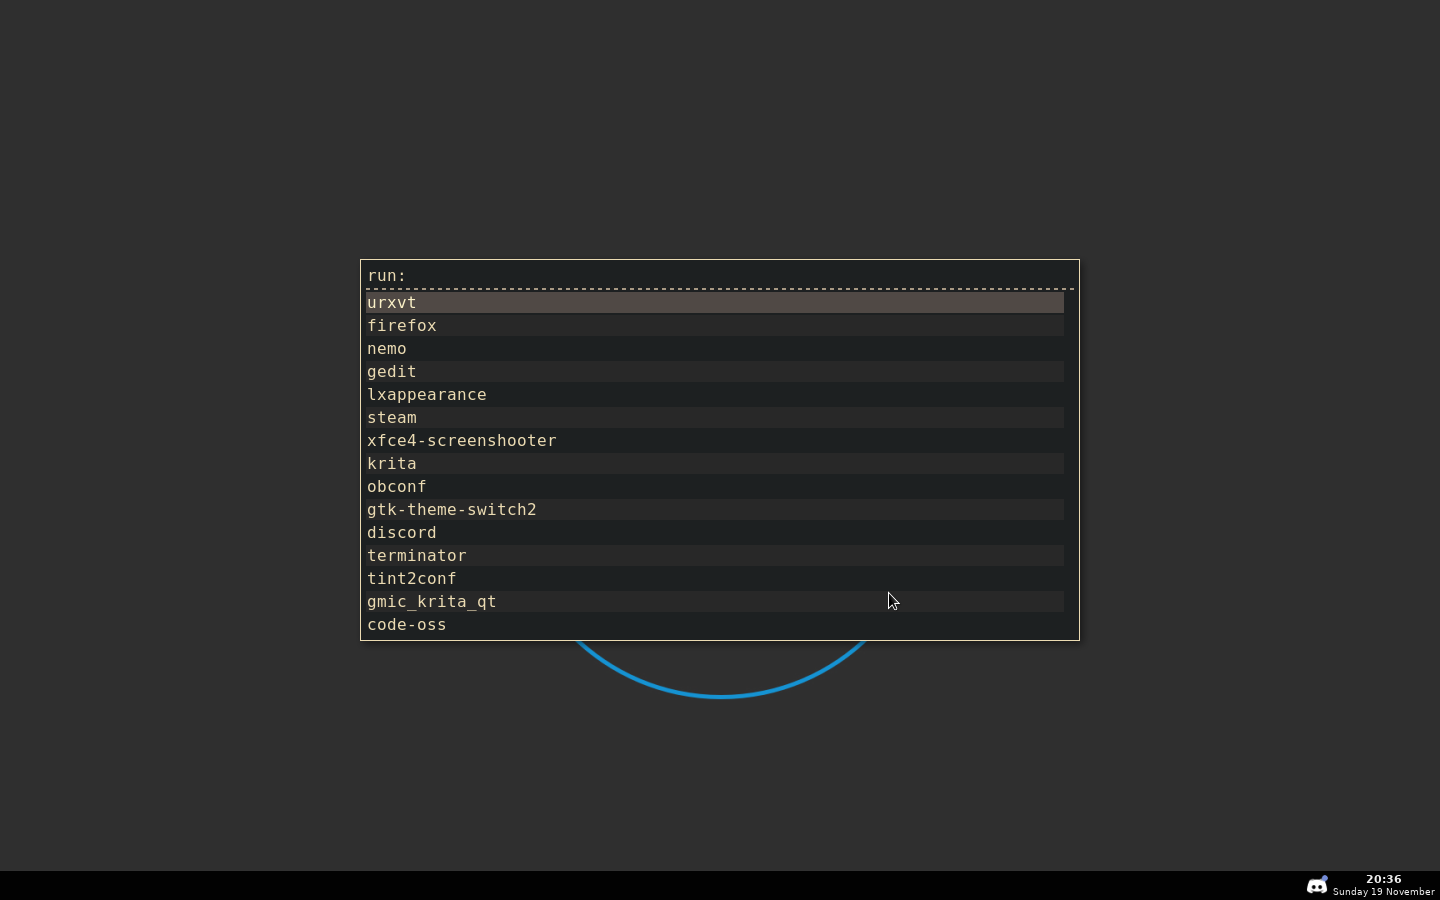 run:
urxvt
firefox
nemo
gedit
lxappearance
steam
xfce4-screenshooter
krita
obconf
gtk-theme-switch2
discord
terminator
tint2conf
gmic_krita_qt
code-oss
20:36
Sunday 19 November